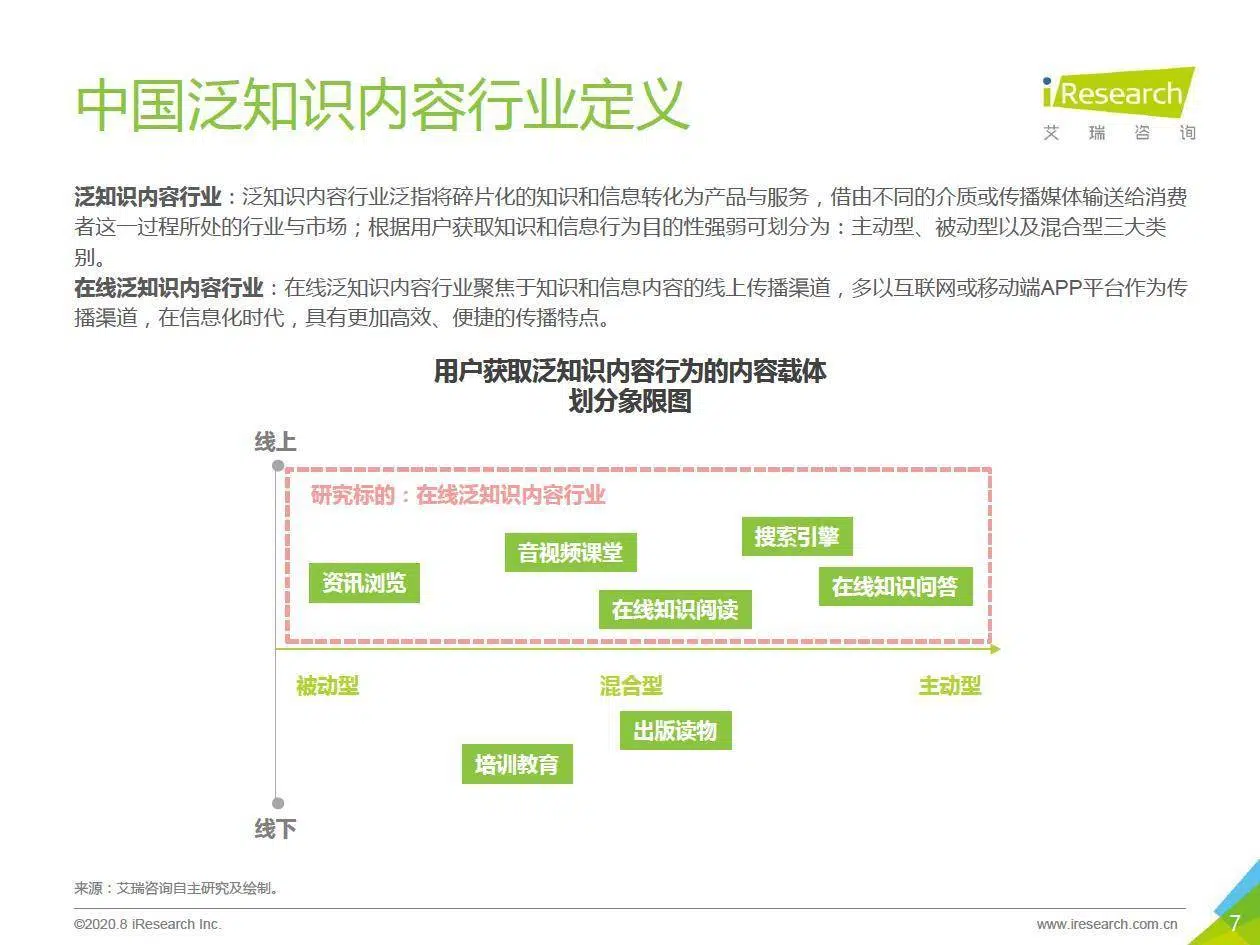 中国泛知识内容行业定义
iResearch
艾瑞咨询
泛知识内容行业：泛知识内容行业泛指将碎片化的知识和信息转化为产品与服务，借由不同的介质或传播媒体输送给消费
者这一过程所处的行业与市场；根据用户获取知识和信息行为目的性强弱可划分为：主动型、被动型以及混合型三大类
别。
在线泛知识内容行业：在线泛知识内容行业聚焦于知识和信息内容的线上传播渠道，多以互联网或移动端APP平台作为传
播渠道，在信息化时代，具有更加高效、便捷的传播特点。
用户获取泛知识内容行为的内容载体
划分象限图
线上
研究标的：在线泛知识内容行业
搜索引擎
音视频课堂
资讯浏览
在线知识问答
在线知识阅读
被动型
混合型
主动型
出版读物
培训教育
线下
来源：艾瑞咨询自主研究及绘制。
©2020.8 iResearch Inc.
www.iresearch.com.cn
7